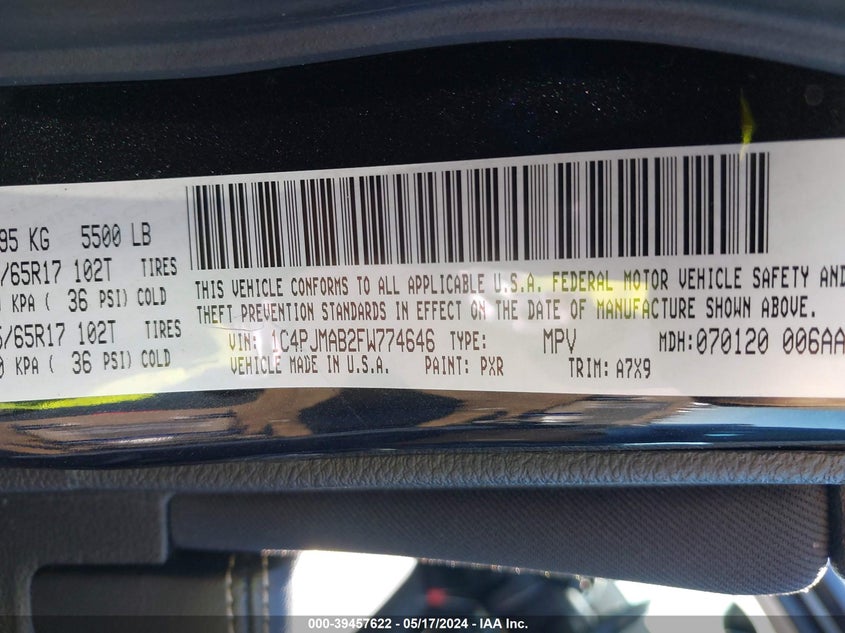 95 KG 5500 LB
/65R17 102T TIRES
KPA ( 36 PSI) COLD
5/65R17 102T TIRES
0 KPA ( 36 PSI) COLD
THIS VEHICLE CONFORMS TO ALL APPLICABLE U.S.A. FEDERAL MOTOR VEHICLE SAFETY AND
THEFT PREVENTION STANDARDS IN EFFECT ON THE DATE OF MANUFACTURE SHOWN ABOVE.
VIN: 1C4PJMAB2FW774646 TYPE: MPV MDH: 070120 006AA
VEHICLE MADE IN U.S.A. PAINT: PXR TRIM: A7X9
000-39457622 - 05/17/2024 - IAA Inc.